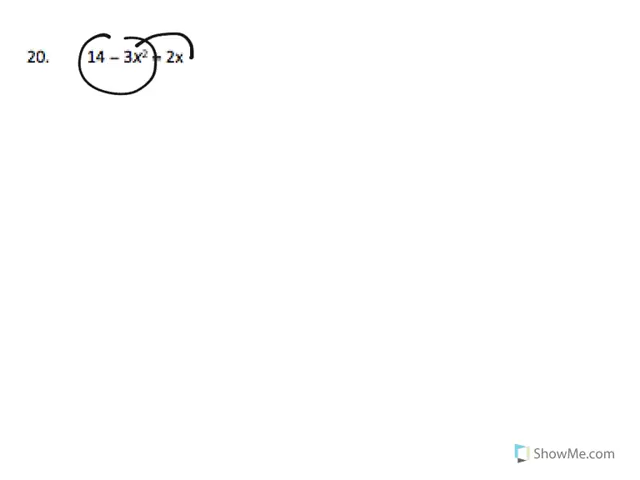 20. 14 – 3x² – 2x
ShowMe.com